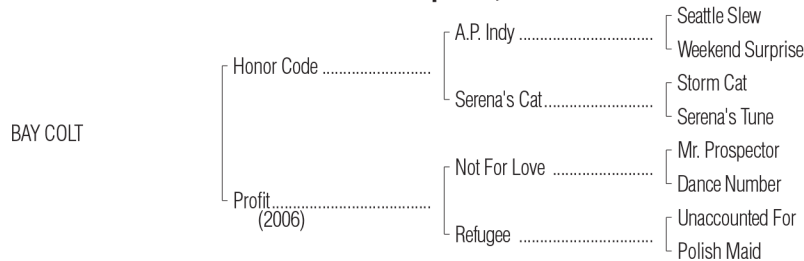 Seattle Slew
A.P. Indy ................................
Weekend Surprise
Honor Code ..........................
Storm Cat
Serena's Cat..........................
Serena's Tune
BAY COLT
Mr. Prospector
Not For Love ........................
Dance Number
Profit......................................
(2006)
Unaccounted For
Refugee ................................
Polish Maid